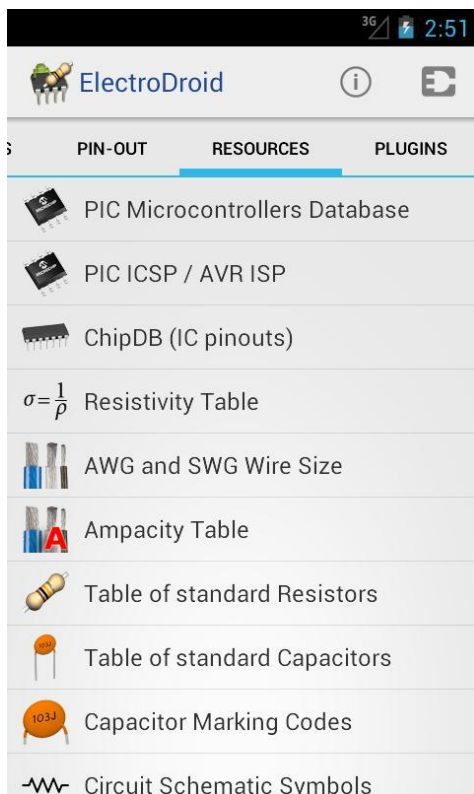 3G 2:51
ElectroDroid
S PIN-OUT RESOURCES PLUGINS
PIC Microcontrollers Database
PIC ICSP / AVR ISP
ChipDB (IC pinouts)
σ=1/ρ Resistivity Table
AWG and SWG Wire Size
A Ampacity Table
Table of standard Resistors
Table of standard Capacitors
103J Capacitor Marking Codes
Circuit Schematic Symbols